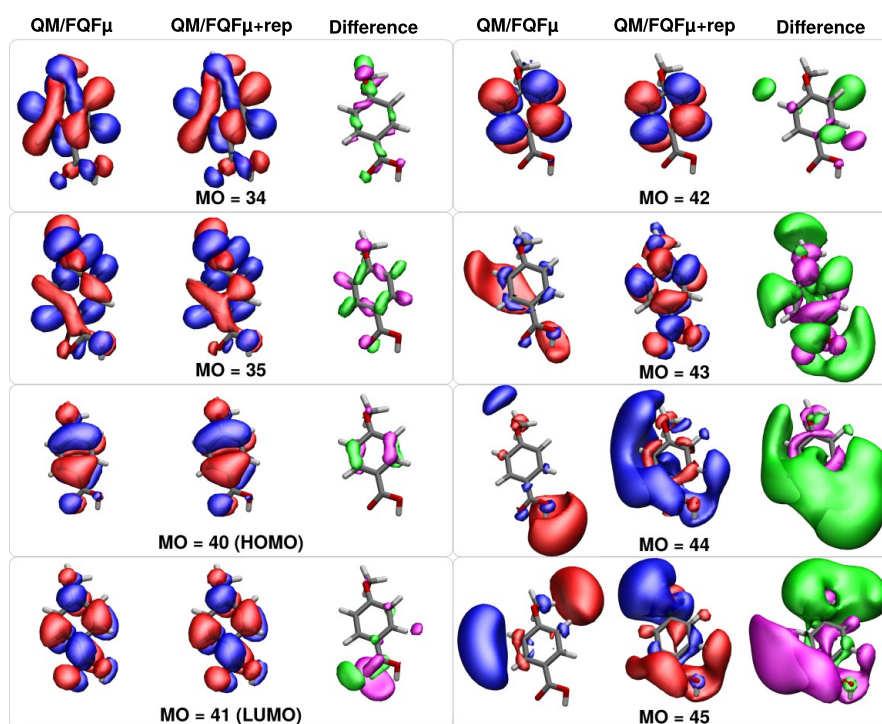 QM/FQFμ QM/FQFμ+rep Difference QM/FQFμ QM/FQFμ+rep Difference
MO = 34 MO = 42
MO = 35 MO = 43
MO = 40 (HOMO) MO = 44
MO = 41 (LUMO) MO = 45